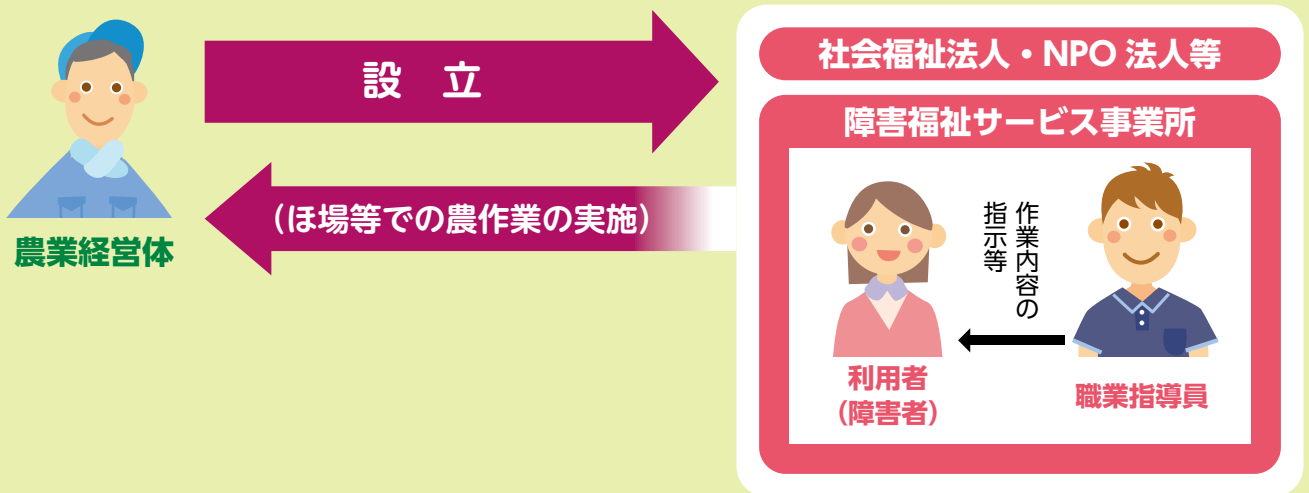 設 立
(ほ場等での農作業の実施)
農業経営体
社会福祉法人・NPO 法人等
障害福祉サービス事業所
作業内容の
指示等
利用者
(障害者)
職業指導員